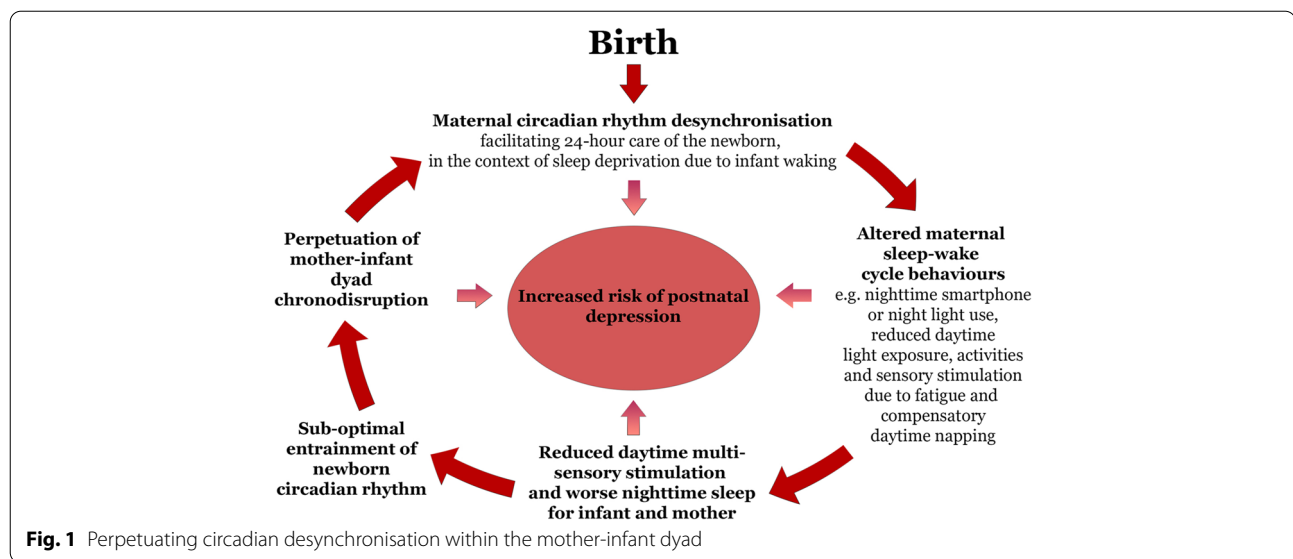 Birth
Maternal circadian rhythm desynchronisation
facilitating 24-hour care of the newborn,
in the context of sleep deprivation due to infant waking
Altered maternal
sleep-wake
cycle behaviours
e.g. nighttime smartphone
or night light use,
reduced daytime
light exposure, activities
and sensory stimulation
due to fatigue and
compensatory
daytime napping
Reduced daytime multi-
sensory stimulation
and worse nighttime sleep
for infant and mother
Sub-optimal
entrainment of
newborn
circadian rhythm
Perpetuation of
mother-infant
dyad
chronodisruption
Increased risk of postnatal
depression
Fig. 1 Perpetuating circadian desynchronisation within the mother-infant dyad